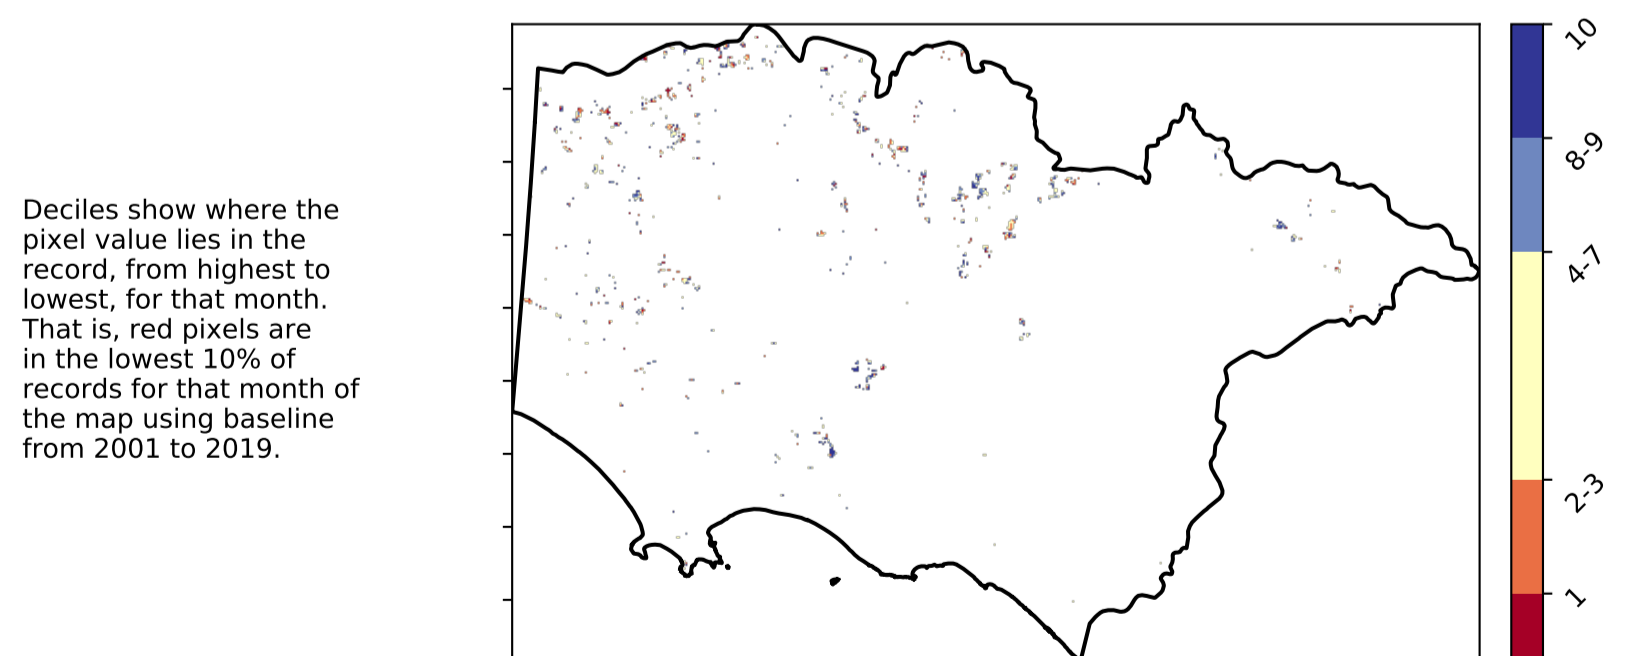 Deciles show where the
pixel value lies in the
record, from highest to
lowest, for that month.
That is, red pixels are
in the lowest 10% of
records for that month of
the map using baseline
from 2001 to 2019.
10
8-9
4-7
2-3
1